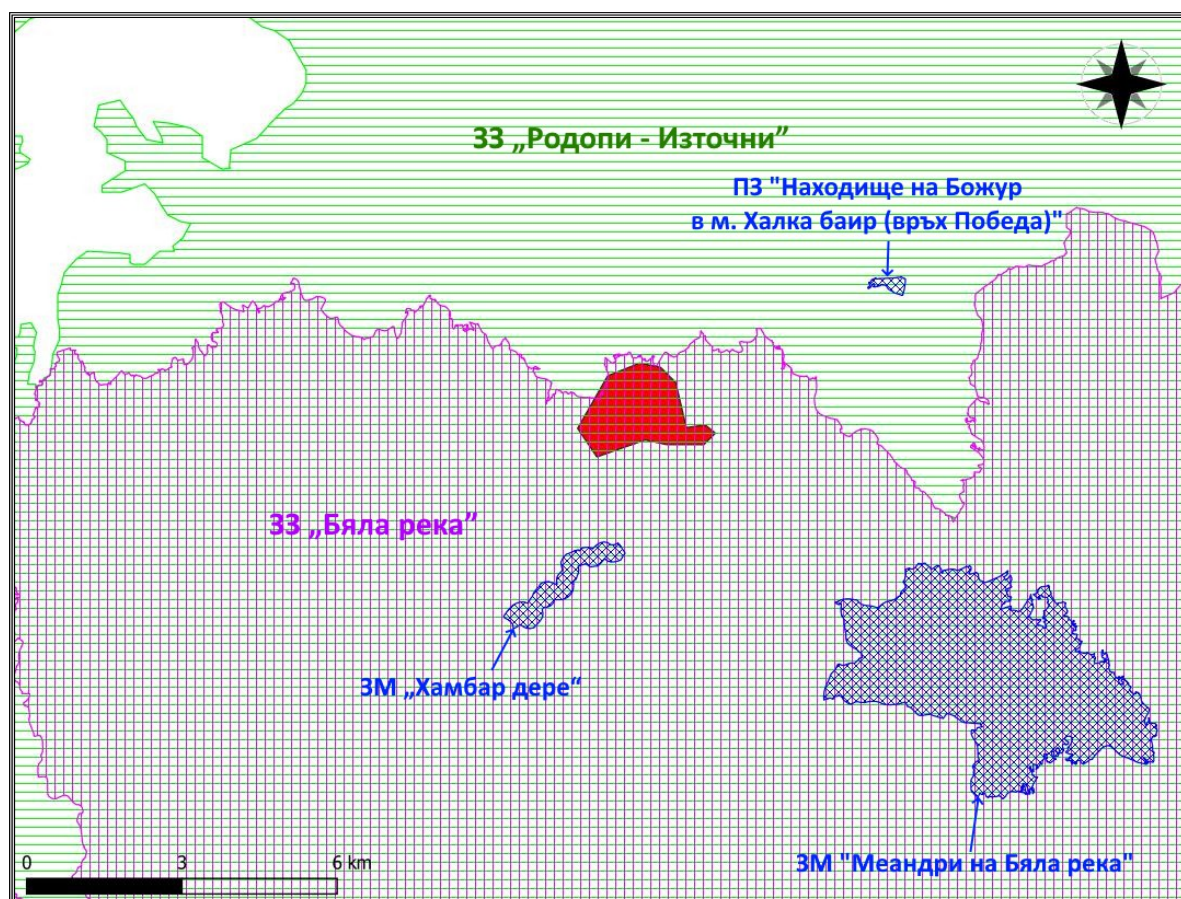 ЗЗ „Родопи - Източни”
ПЗ "Находище на Божур
в м. Халка баир (връх Победа)"
ЗЗ „Бяла река”
ЗМ „Хамбар дере“
ЗМ "Меандри на Бяла река"
0 3 6 km